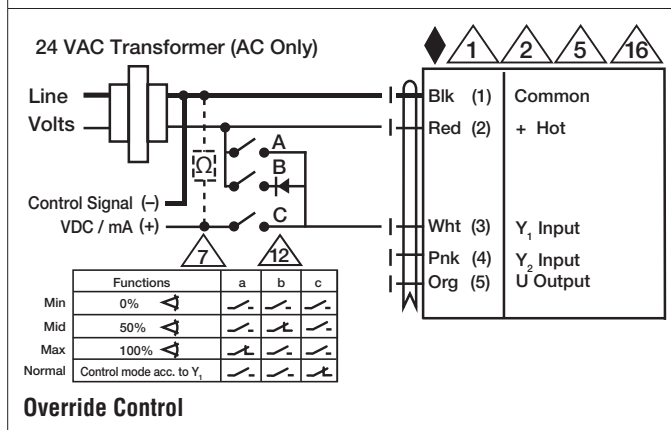 24 VAC Transformer (AC Only)
1 2 5 16
Line
Volts
Blk (1) Common
Red (2) + Hot
A
B
C
Ω
Control Signal (–)
VDC / mA (+)
Wht (3) Y1 Input
Pnk (4) Y2 Input
Org (5) U Output
7 12
Functions a b c
Min 0%
Mid 50%
Max 100%
Normal Control mode acc. to Y1
Override Control